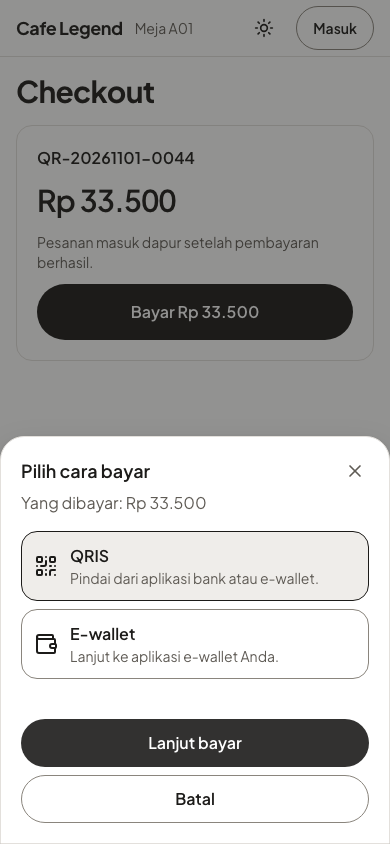 Cafe Legend Meja A01 Masuk
Checkout
QR-20261101-0044
Rp 33.500
Pesanan masuk dapur setelah pembayaran
berhasil.
Bayar Rp 33.500
Pilih cara bayar
Yang dibayar: Rp 33.500
QRIS
Pindai dari aplikasi bank atau e-wallet.
E-wallet
Lanjut ke aplikasi e-wallet Anda.
Lanjut bayar
Batal